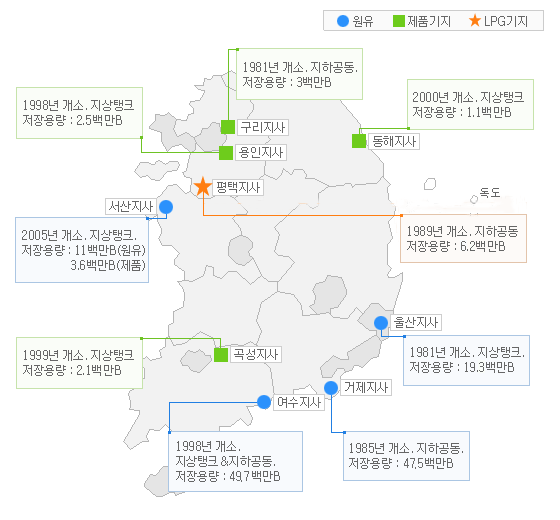 원유 제품기지 LPG기지
1981년 개소. 지하공동.
저장용량 : 3백만B
1998년 개소. 지상탱크
저장용량 : 2.5백만B
2000년 개소. 지상탱크
저장용량 : 1.1백만B
구리지사
동해지사
용인지사
평택지사
독도
서산지사
1989년 개소. 지하공동
저장용량 : 6.2백만B
2005년 개소. 지상탱크.
저장용량 : 11백만B(원유)
3.6백만B(제품)
울산지사
1999년 개소. 지상탱크
저장용량 : 2.1백만B
곡성지사
1981년 개소. 지상탱크.
저장용량 : 19.3백만B
거제지사
여수지사
1998년 개소.
지상탱크&지하공동.
저장용량 : 49.7백만B
1985년 개소. 지하공동.
저장용량 : 47.5백만B